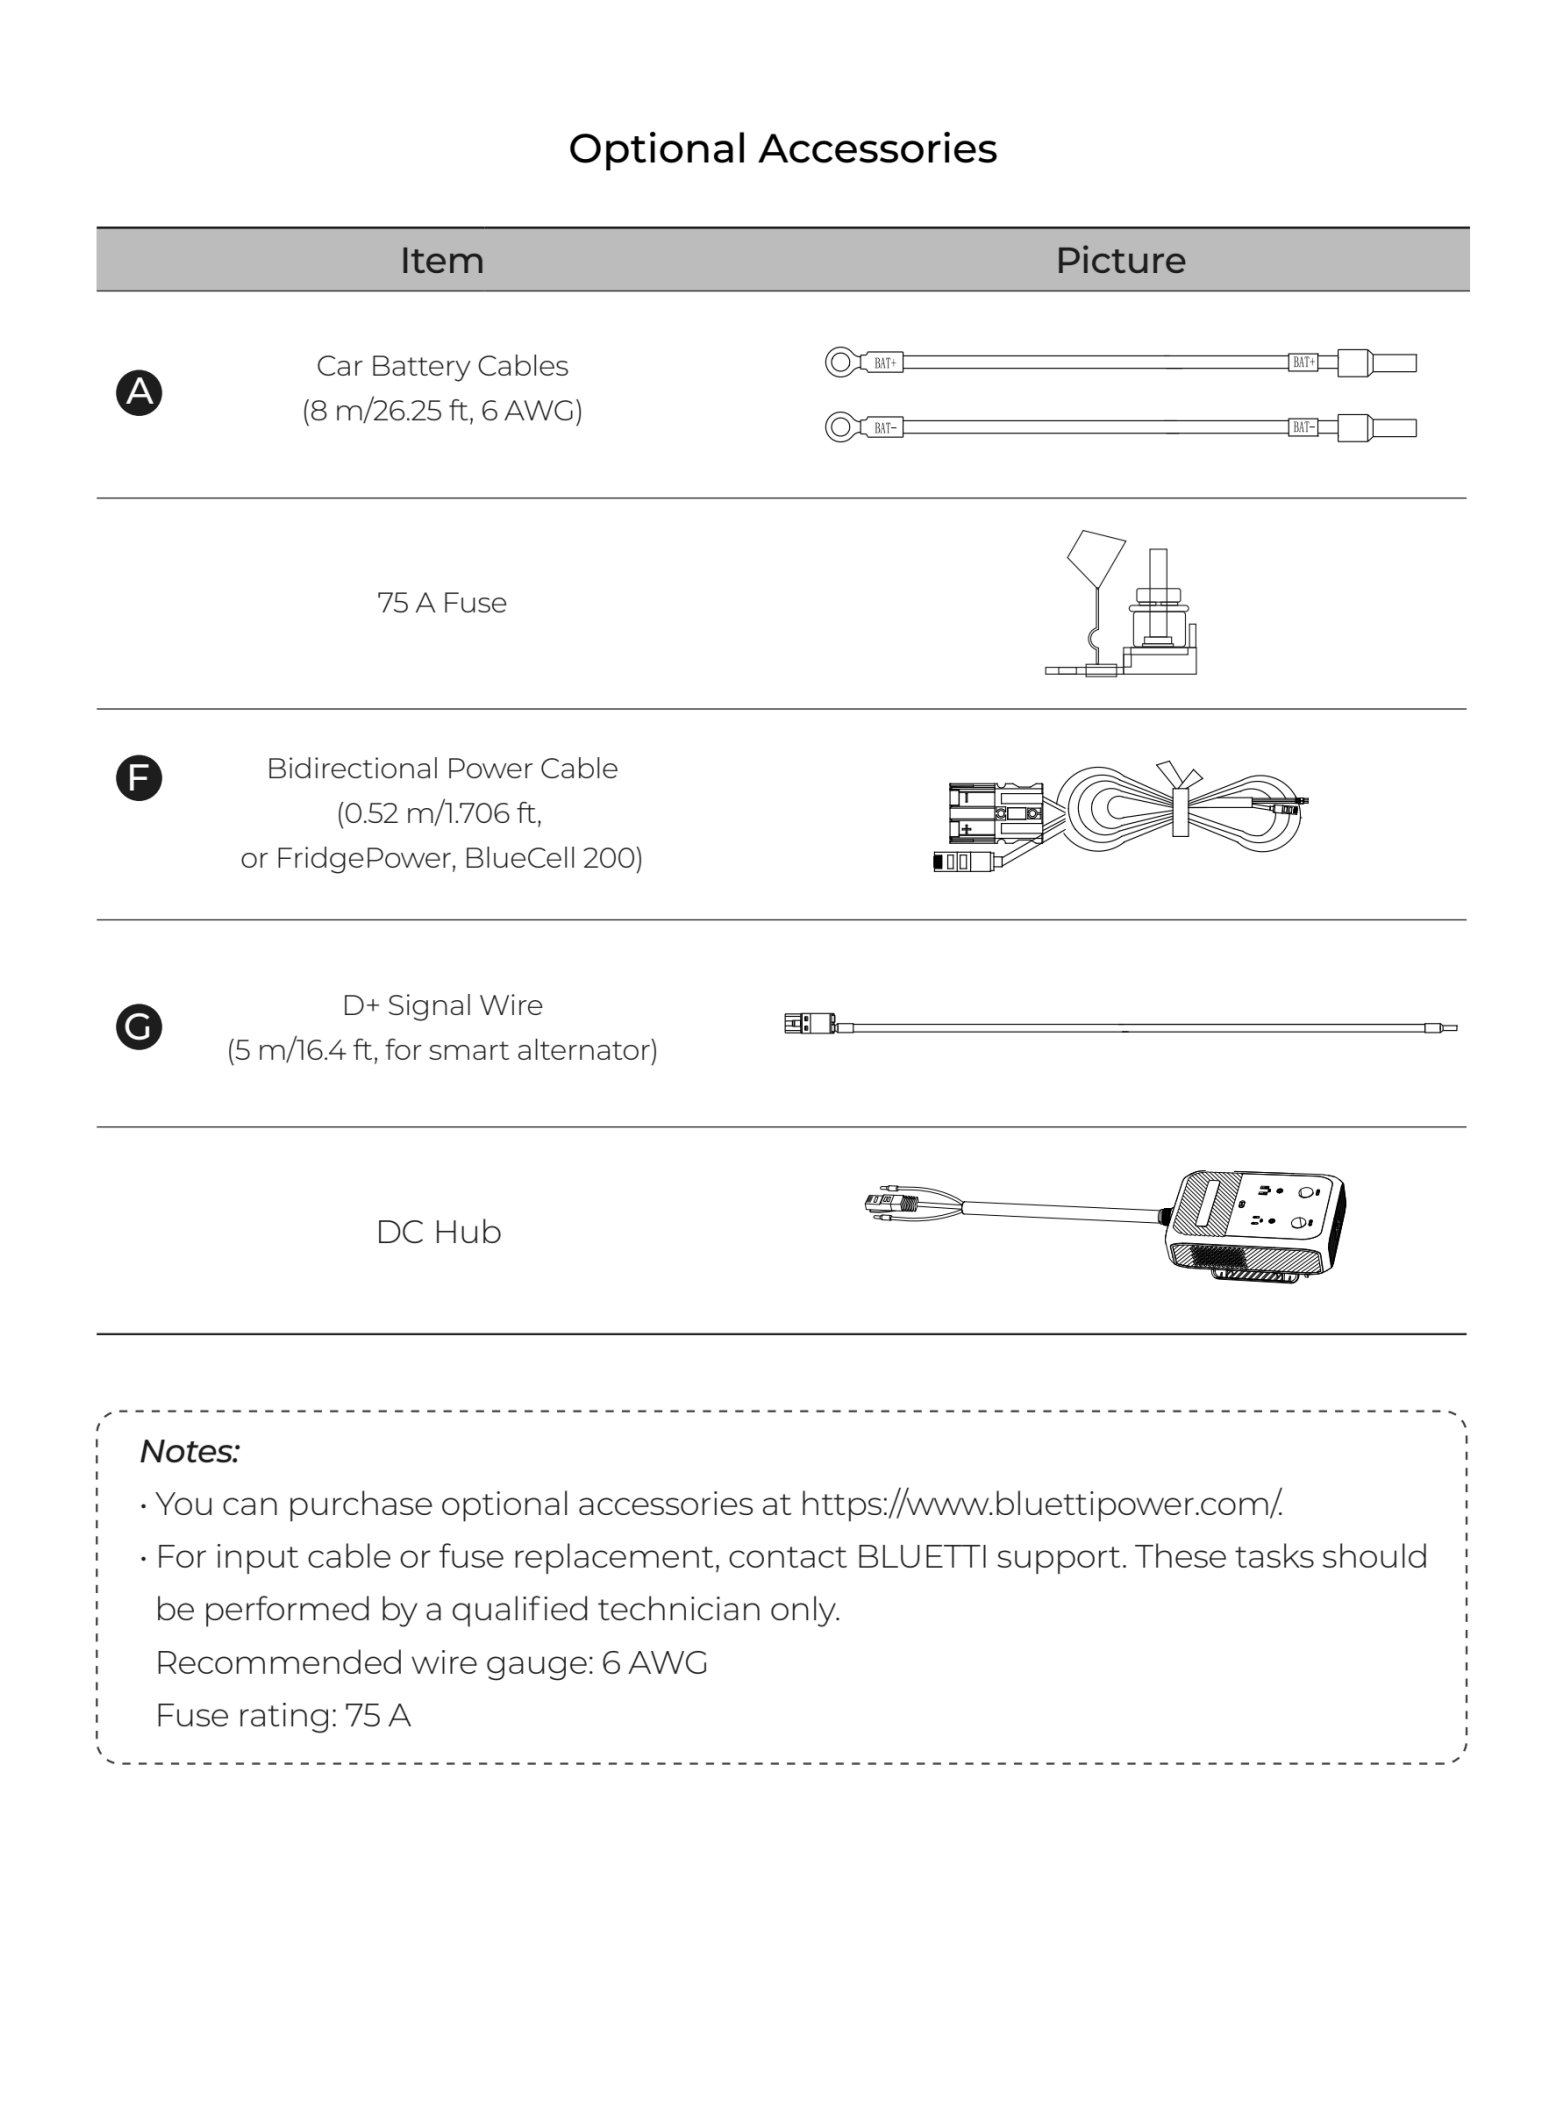 Optional Accessories
Item
Picture
A
Car Battery Cables
(8 m/26.25 ft, 6 AWG)
BAT+
BAT+
BAT-
BAT-
75 A Fuse
F
Bidirectional Power Cable
(0.52 m/1.706 ft,
or FridgePower, BlueCell 200)
-
+
G
D+ Signal Wire
(5 m/16.4 ft, for smart alternator)
DC Hub
Notes:
· You can purchase optional accessories at https://www.bluettipower.com/.
· For input cable or fuse replacement, contact BLUETTI support. These tasks should
be performed by a qualified technician only.
Recommended wire gauge: 6 AWG
Fuse rating: 75 A